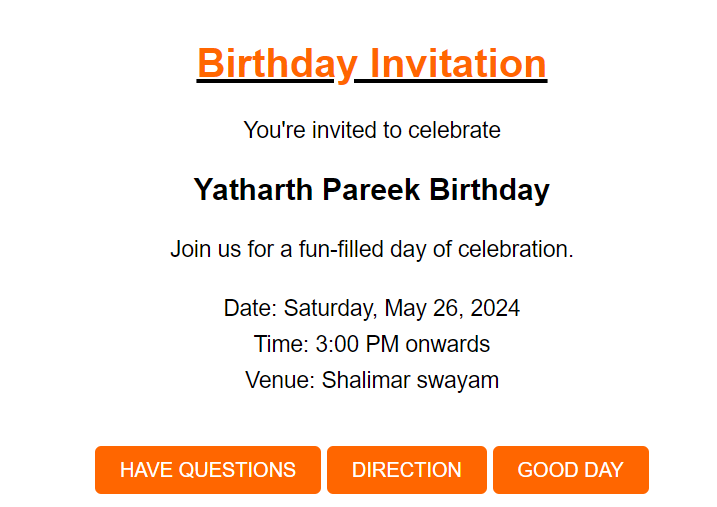 Birthday Invitation
You're invited to celebrate
Yatharth Pareek Birthday
Join us for a fun-filled day of celebration.
Date: Saturday, May 26, 2024
Time: 3:00 PM onwards
Venue: Shalimar swayam
HAVE QUESTIONS DIRECTION GOOD DAY